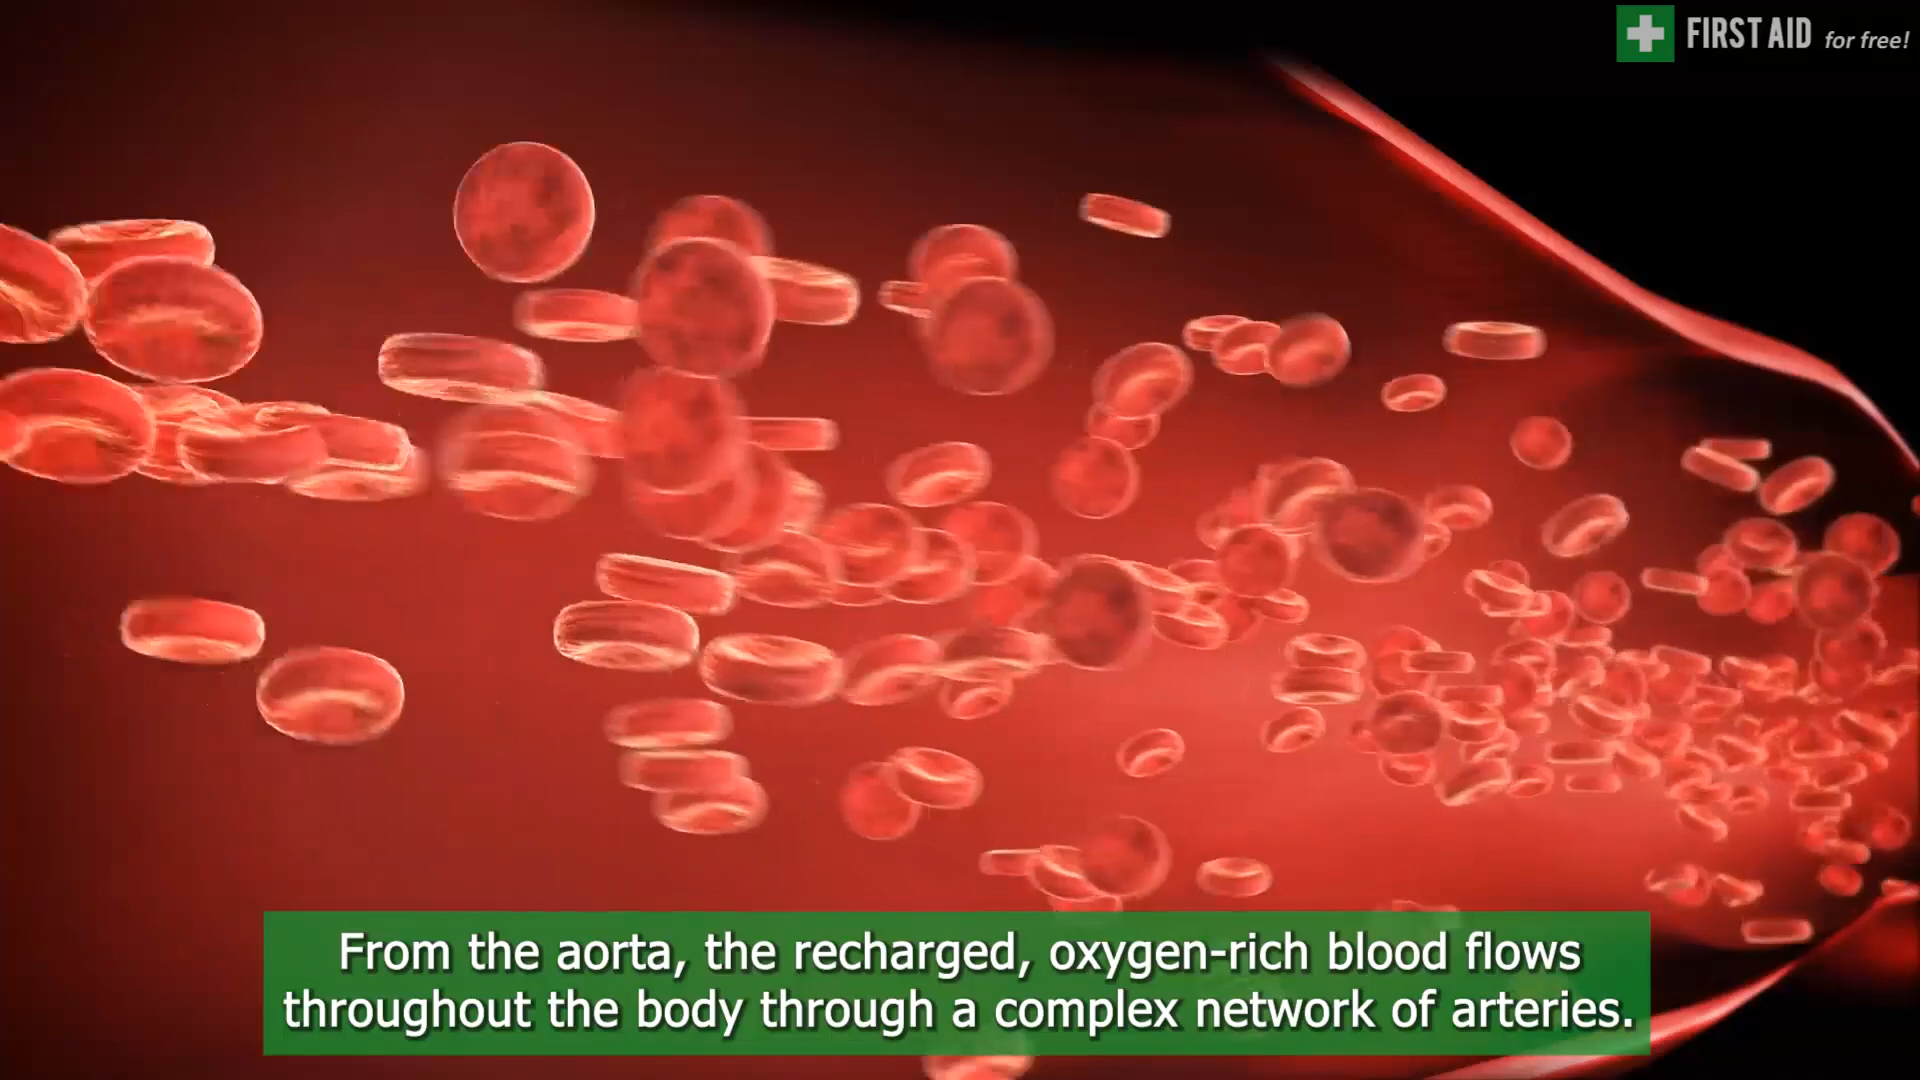 FIRST AID for free!
From the aorta, the recharged, oxygen-rich blood flows
throughout the body through a complex network of arteries.